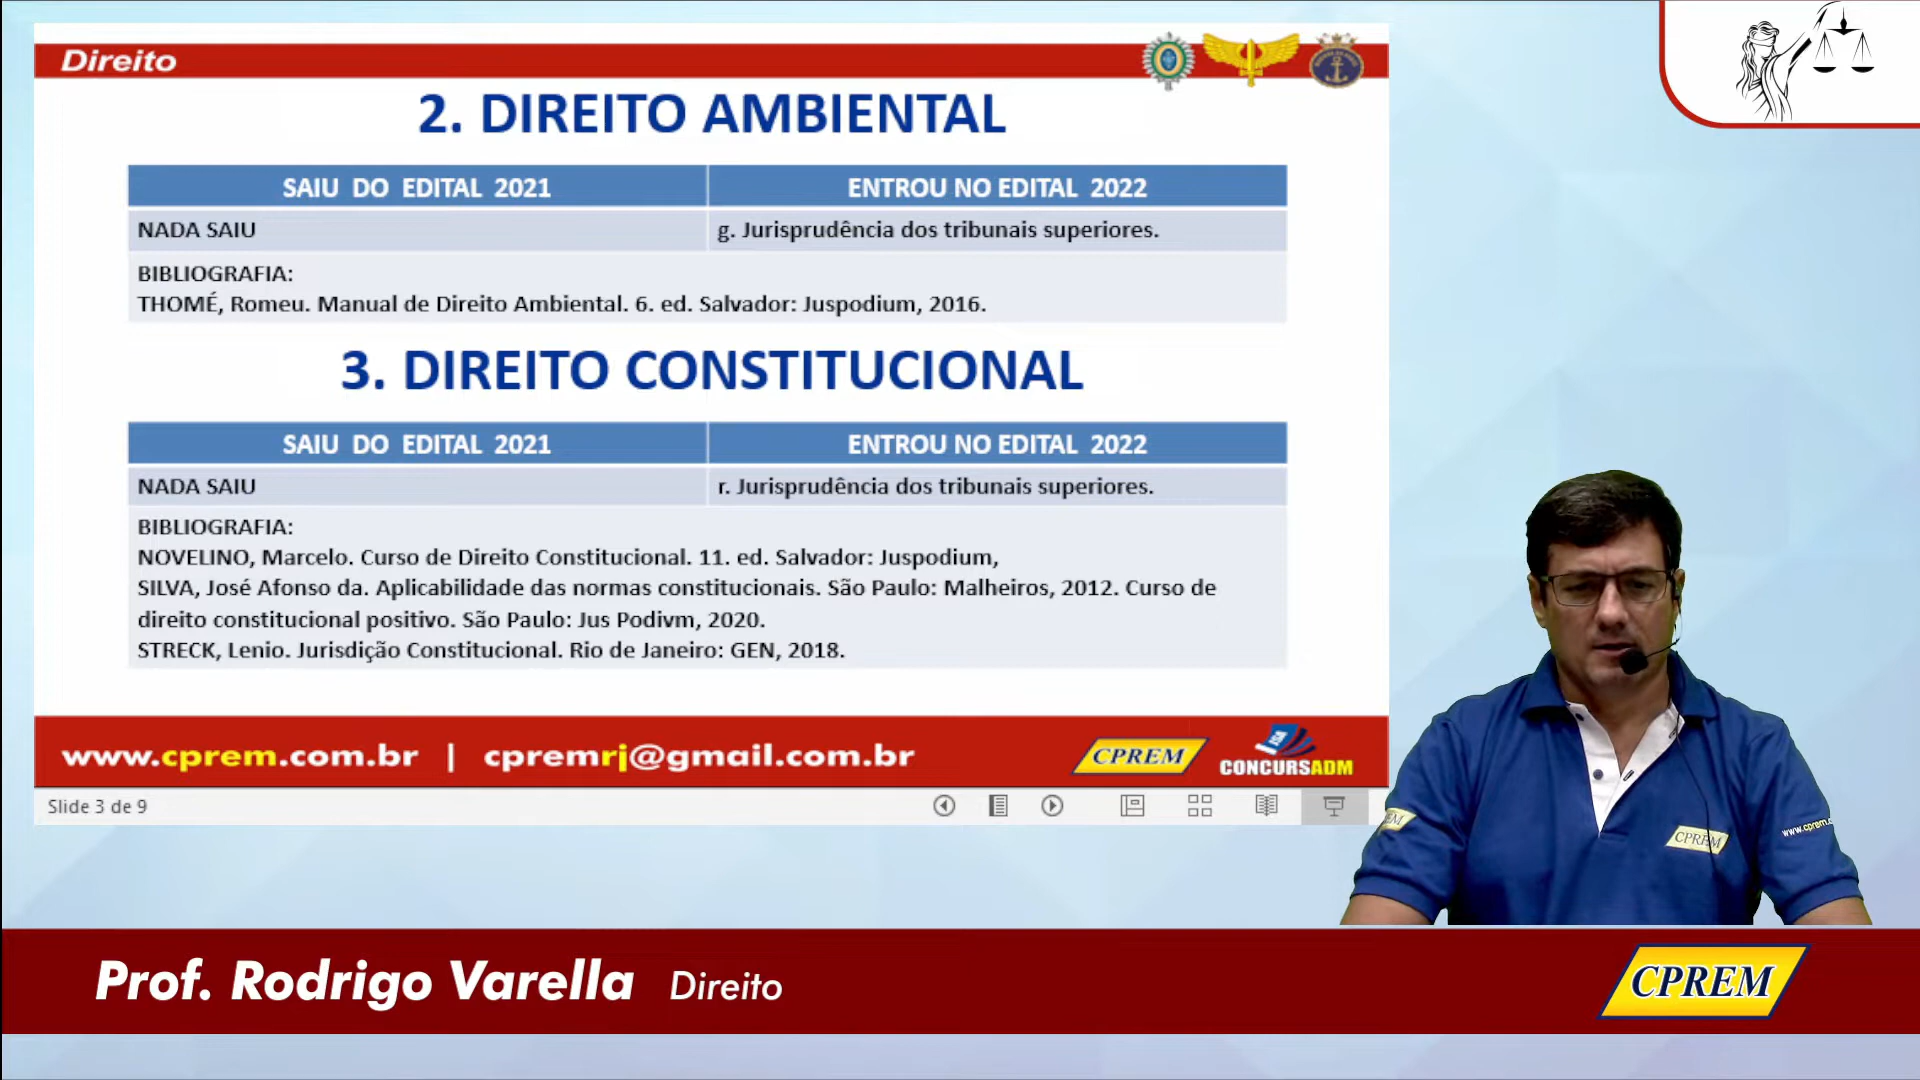 Direito
2. DIREITO AMBIENTAL
SAIU DO EDITAL 2021
ENTROU NO EDITAL 2022
NADA SAIU
g. Jurisprudência dos tribunais superiores.
BIBLIOGRAFIA:
THOMÉ, Romeu. Manual de Direito Ambiental. 6. ed. Salvador: Juspodium, 2016.
3. DIREITO CONSTITUCIONAL
SAIU DO EDITAL 2021
ENTROU NO EDITAL 2022
NADA SAIU
r. Jurisprudência dos tribunais superiores.
BIBLIOGRAFIA:
NOVELINO, Marcelo. Curso de Direito Constitucional. 11. ed. Salvador: Juspodium,
SILVA, José Afonso da. Aplicabilidade das normas constitucionais. São Paulo: Malheiros, 2012. Curso de
direito constitucional positivo. São Paulo: Jus Podivm, 2020.
STRECK, Lenio. Jurisdição Constitucional. Rio de Janeiro: GEN, 2018.
www.cprem.com.br | cpremrj@gmail.com.br
CPREM
CONCURSADM
Slide 3 de 9
CPREM
www.cprem.c
Prof. Rodrigo Varella Direito
CPREM